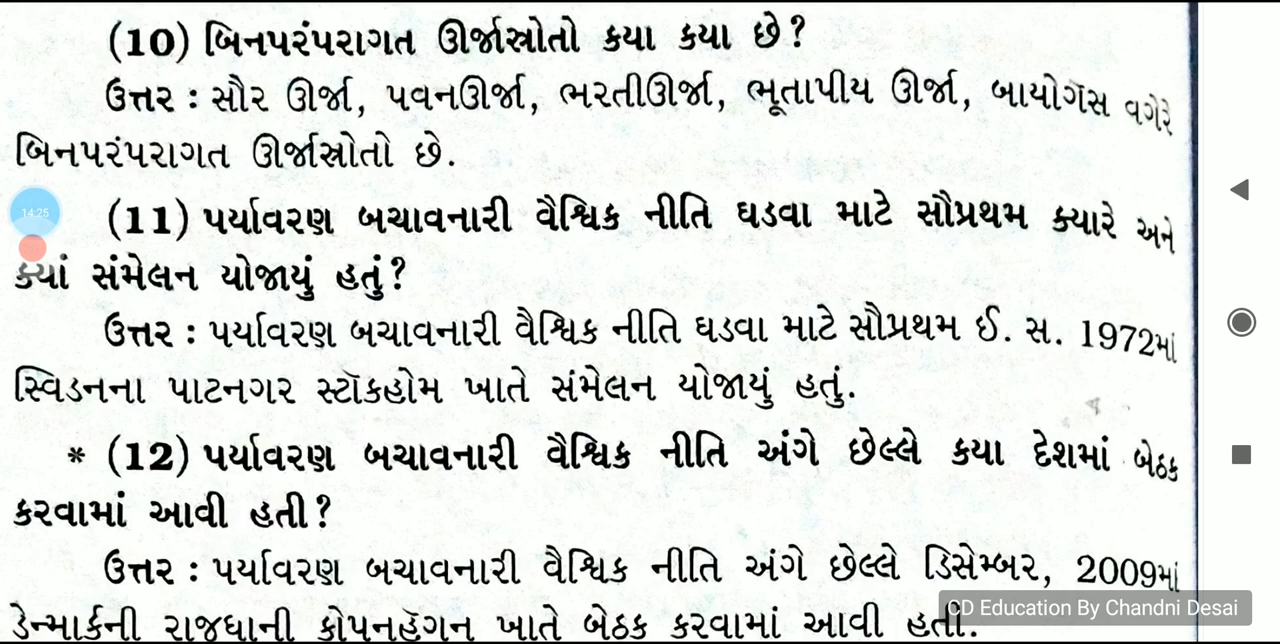 (10) બિનપરંપરાગત ઊર્જાસ્રોતો કયા કયા છે?
ઉત્તર : સૌર ઊર્જા, પવનઊર્જા, ભરતીઊર્જા, ભૂતાપીય ઊર્જા, બાયોગૅસ વગેરે
બિનપરંપરાગત ઊર્જાસ્રોતો છે.
14:25
(11) પર્યાવરણ બચાવનારી વૈશ્વિક નીતિ ઘડવા માટે સૌપ્રથમ ક્યારે અને
ક્યાં સંમેલન યોજાયું હતું?
ઉત્તર : પર્યાવરણ બચાવનારી વૈશ્વિક નીતિ ઘડવા માટે સૌપ્રથમ ઈ. સ. 1972માં
સ્વિડનના પાટનગર સ્ટૉકહોમ ખાતે સંમેલન યોજાયું હતું.
* (12) પર્યાવરણ બચાવનારી વૈશ્વિક નીતિ અંગે છેલ્લે કયા દેશમાં બેઠક
કરવામાં આવી હતી?
ઉત્તર : પર્યાવરણ બચાવનારી વૈશ્વિક નીતિ અંગે છેલ્લે ડિસેમ્બર, 2009માં
ડેન્માર્કની રાજધાની કોપનહૅગન ખાતે બેઠક કરવામાં આવી હતી.
CD Education By Chandni Desai